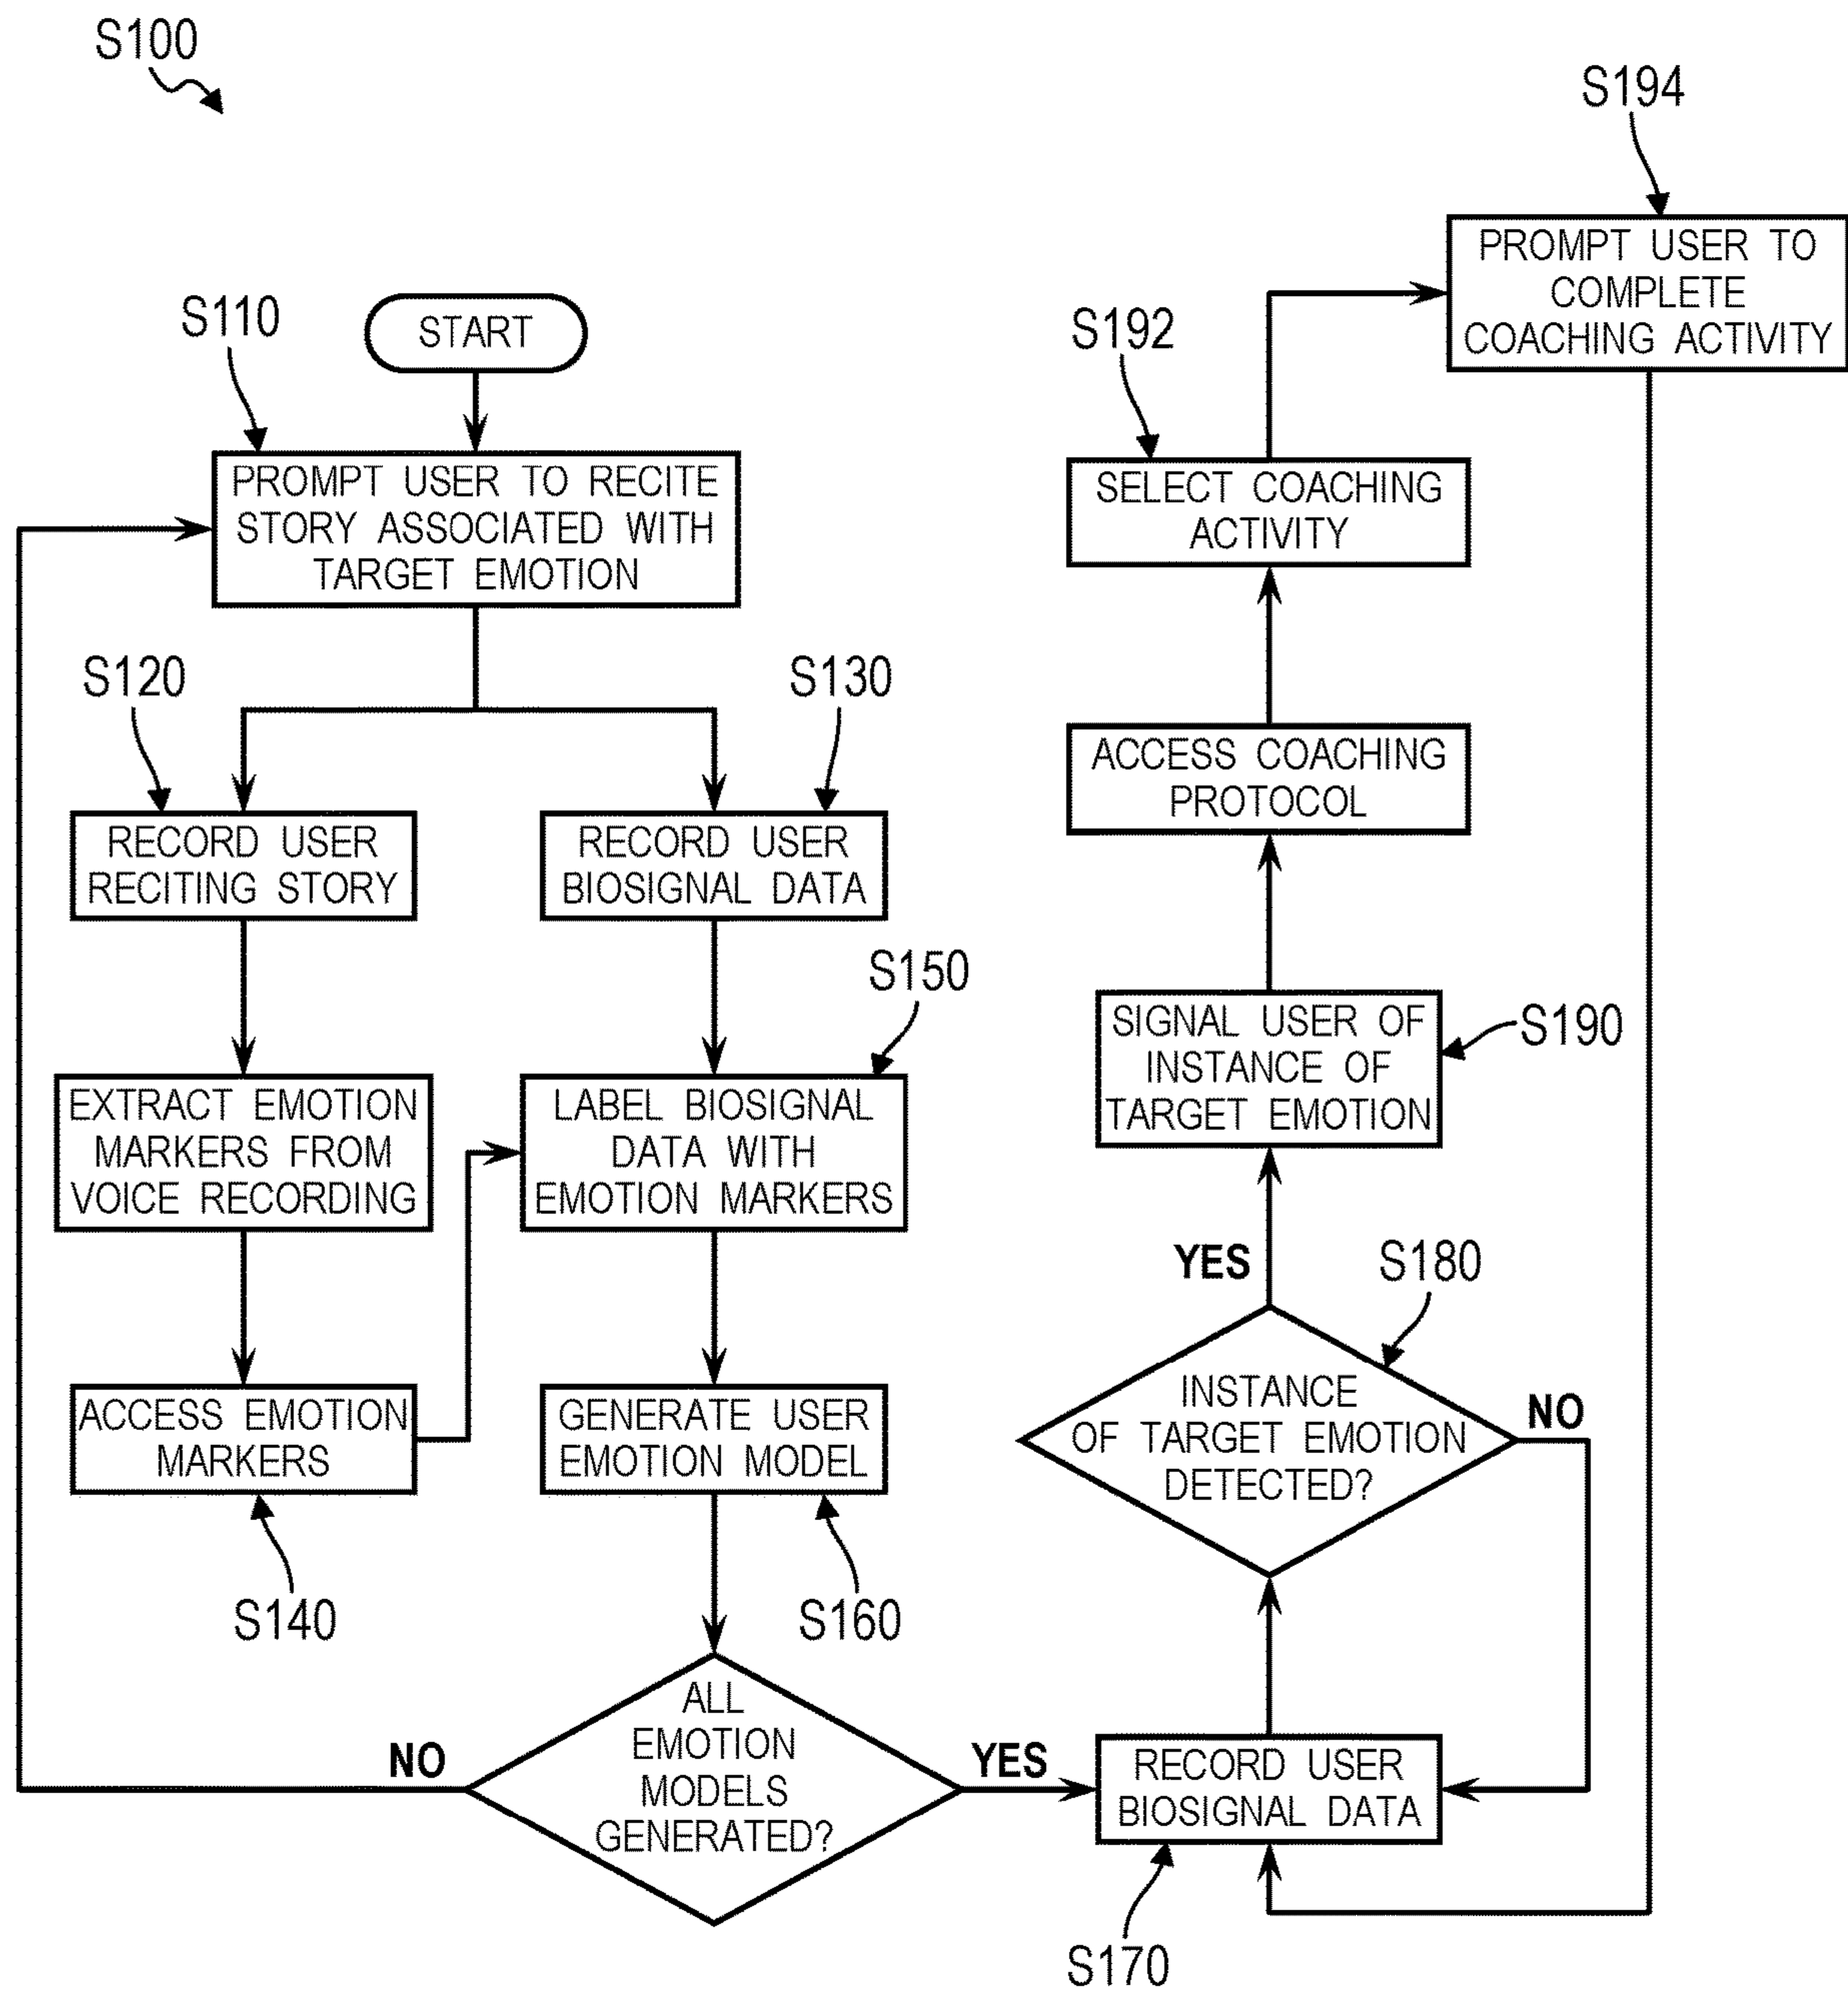 S100
S110
START
PROMPT USER TO RECITE
STORY ASSOCIATED WITH
TARGET EMOTION
S120
S130
RECORD USER
RECITING STORY
RECORD USER
BIOSIGNAL DATA
S150
EXTRACT EMOTION
MARKERS FROM
VOICE RECORDING
LABEL BIOSIGNAL
DATA WITH
EMOTION MARKERS
ACCESS EMOTION
MARKERS
GENERATE USER
EMOTION MODEL
S140
S160
ALL
EMOTION
MODELS
GENERATED?
NO
YES
S194
PROMPT USER TO
COMPLETE
COACHING ACTIVITY
S192
SELECT COACHING
ACTIVITY
ACCESS COACHING
PROTOCOL
SIGNAL USER OF
INSTANCE OF
TARGET EMOTION
S190
YES
S180
INSTANCE
OF TARGET EMOTION
DETECTED?
NO
RECORD USER
BIOSIGNAL DATA
S170